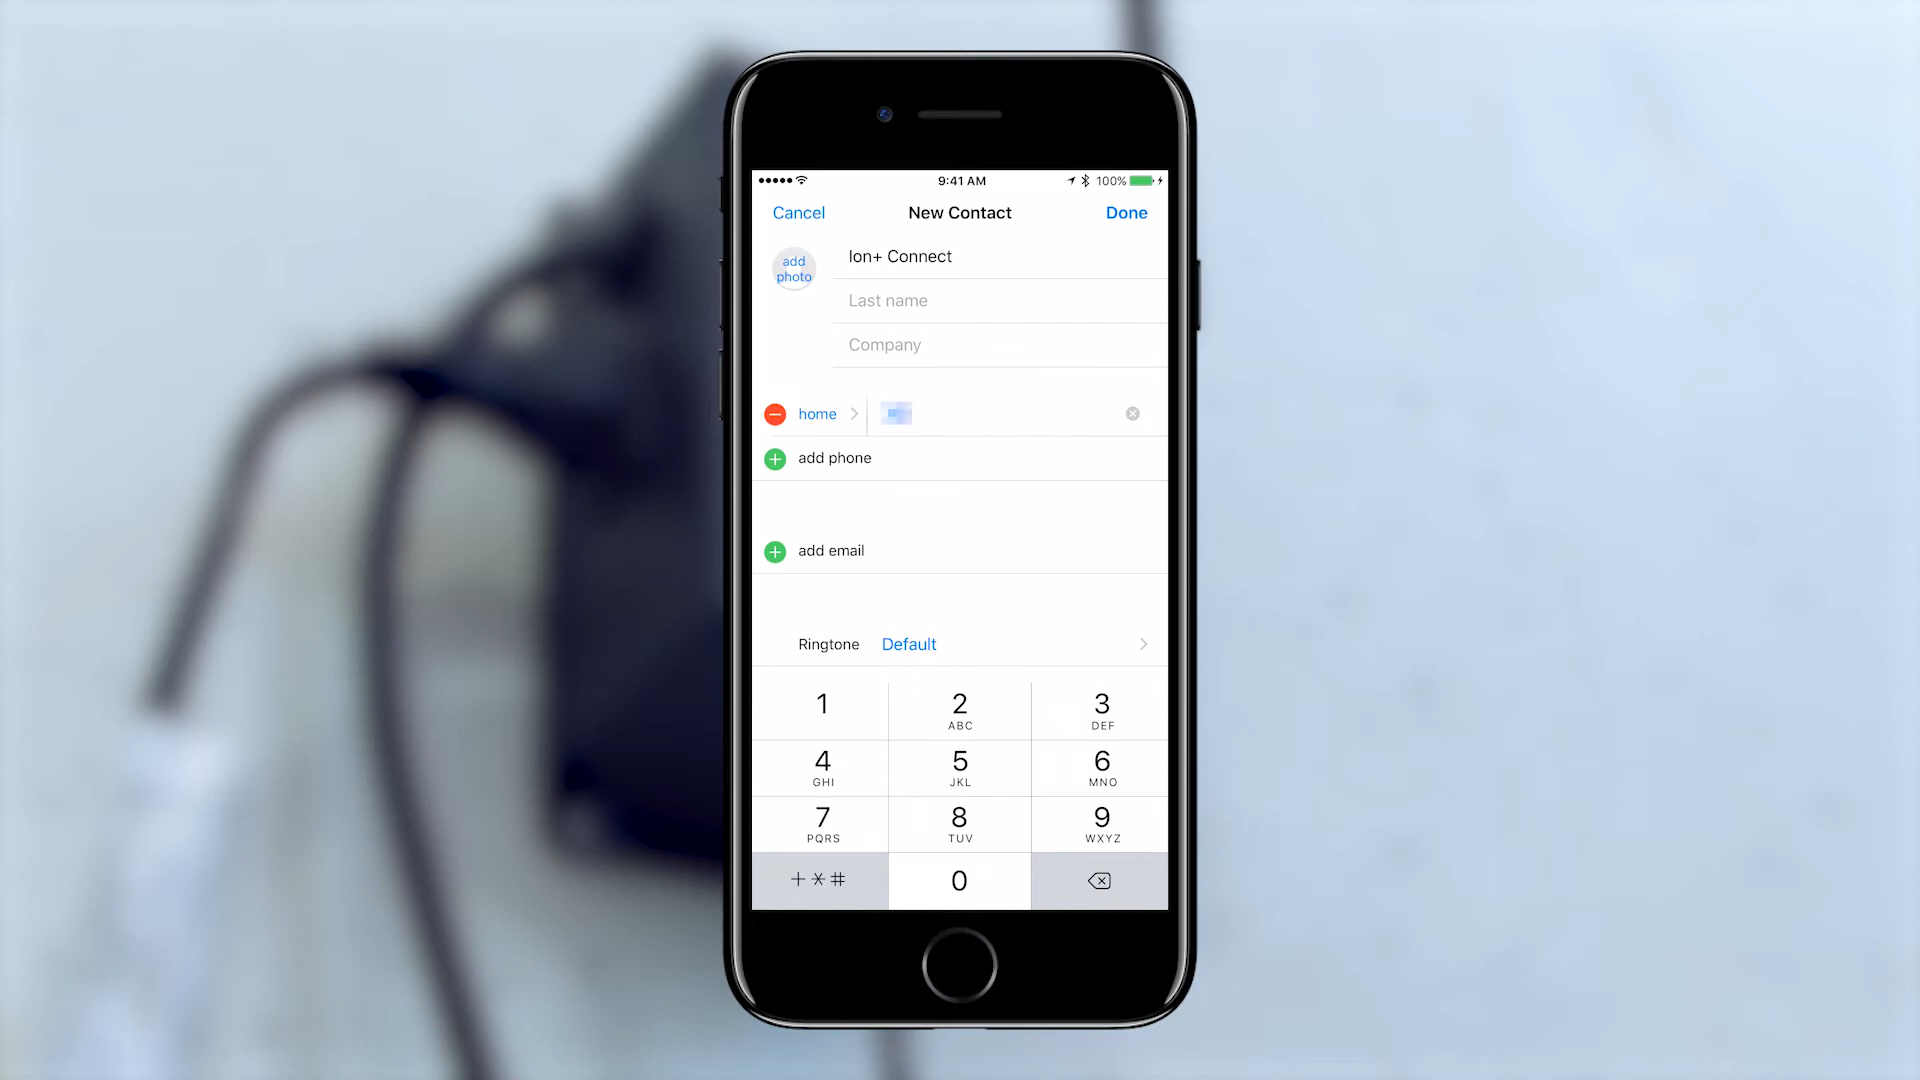 9:41 AM 100%
Cancel New Contact Done
add
photo
Ion+ Connect
Last name
Company
home
add phone
add email
Ringtone Default
1 2 3
ABC DEF
4 5 6
GHI JKL MNO
7 8 9
PQRS TUV WXYZ
+*# 0